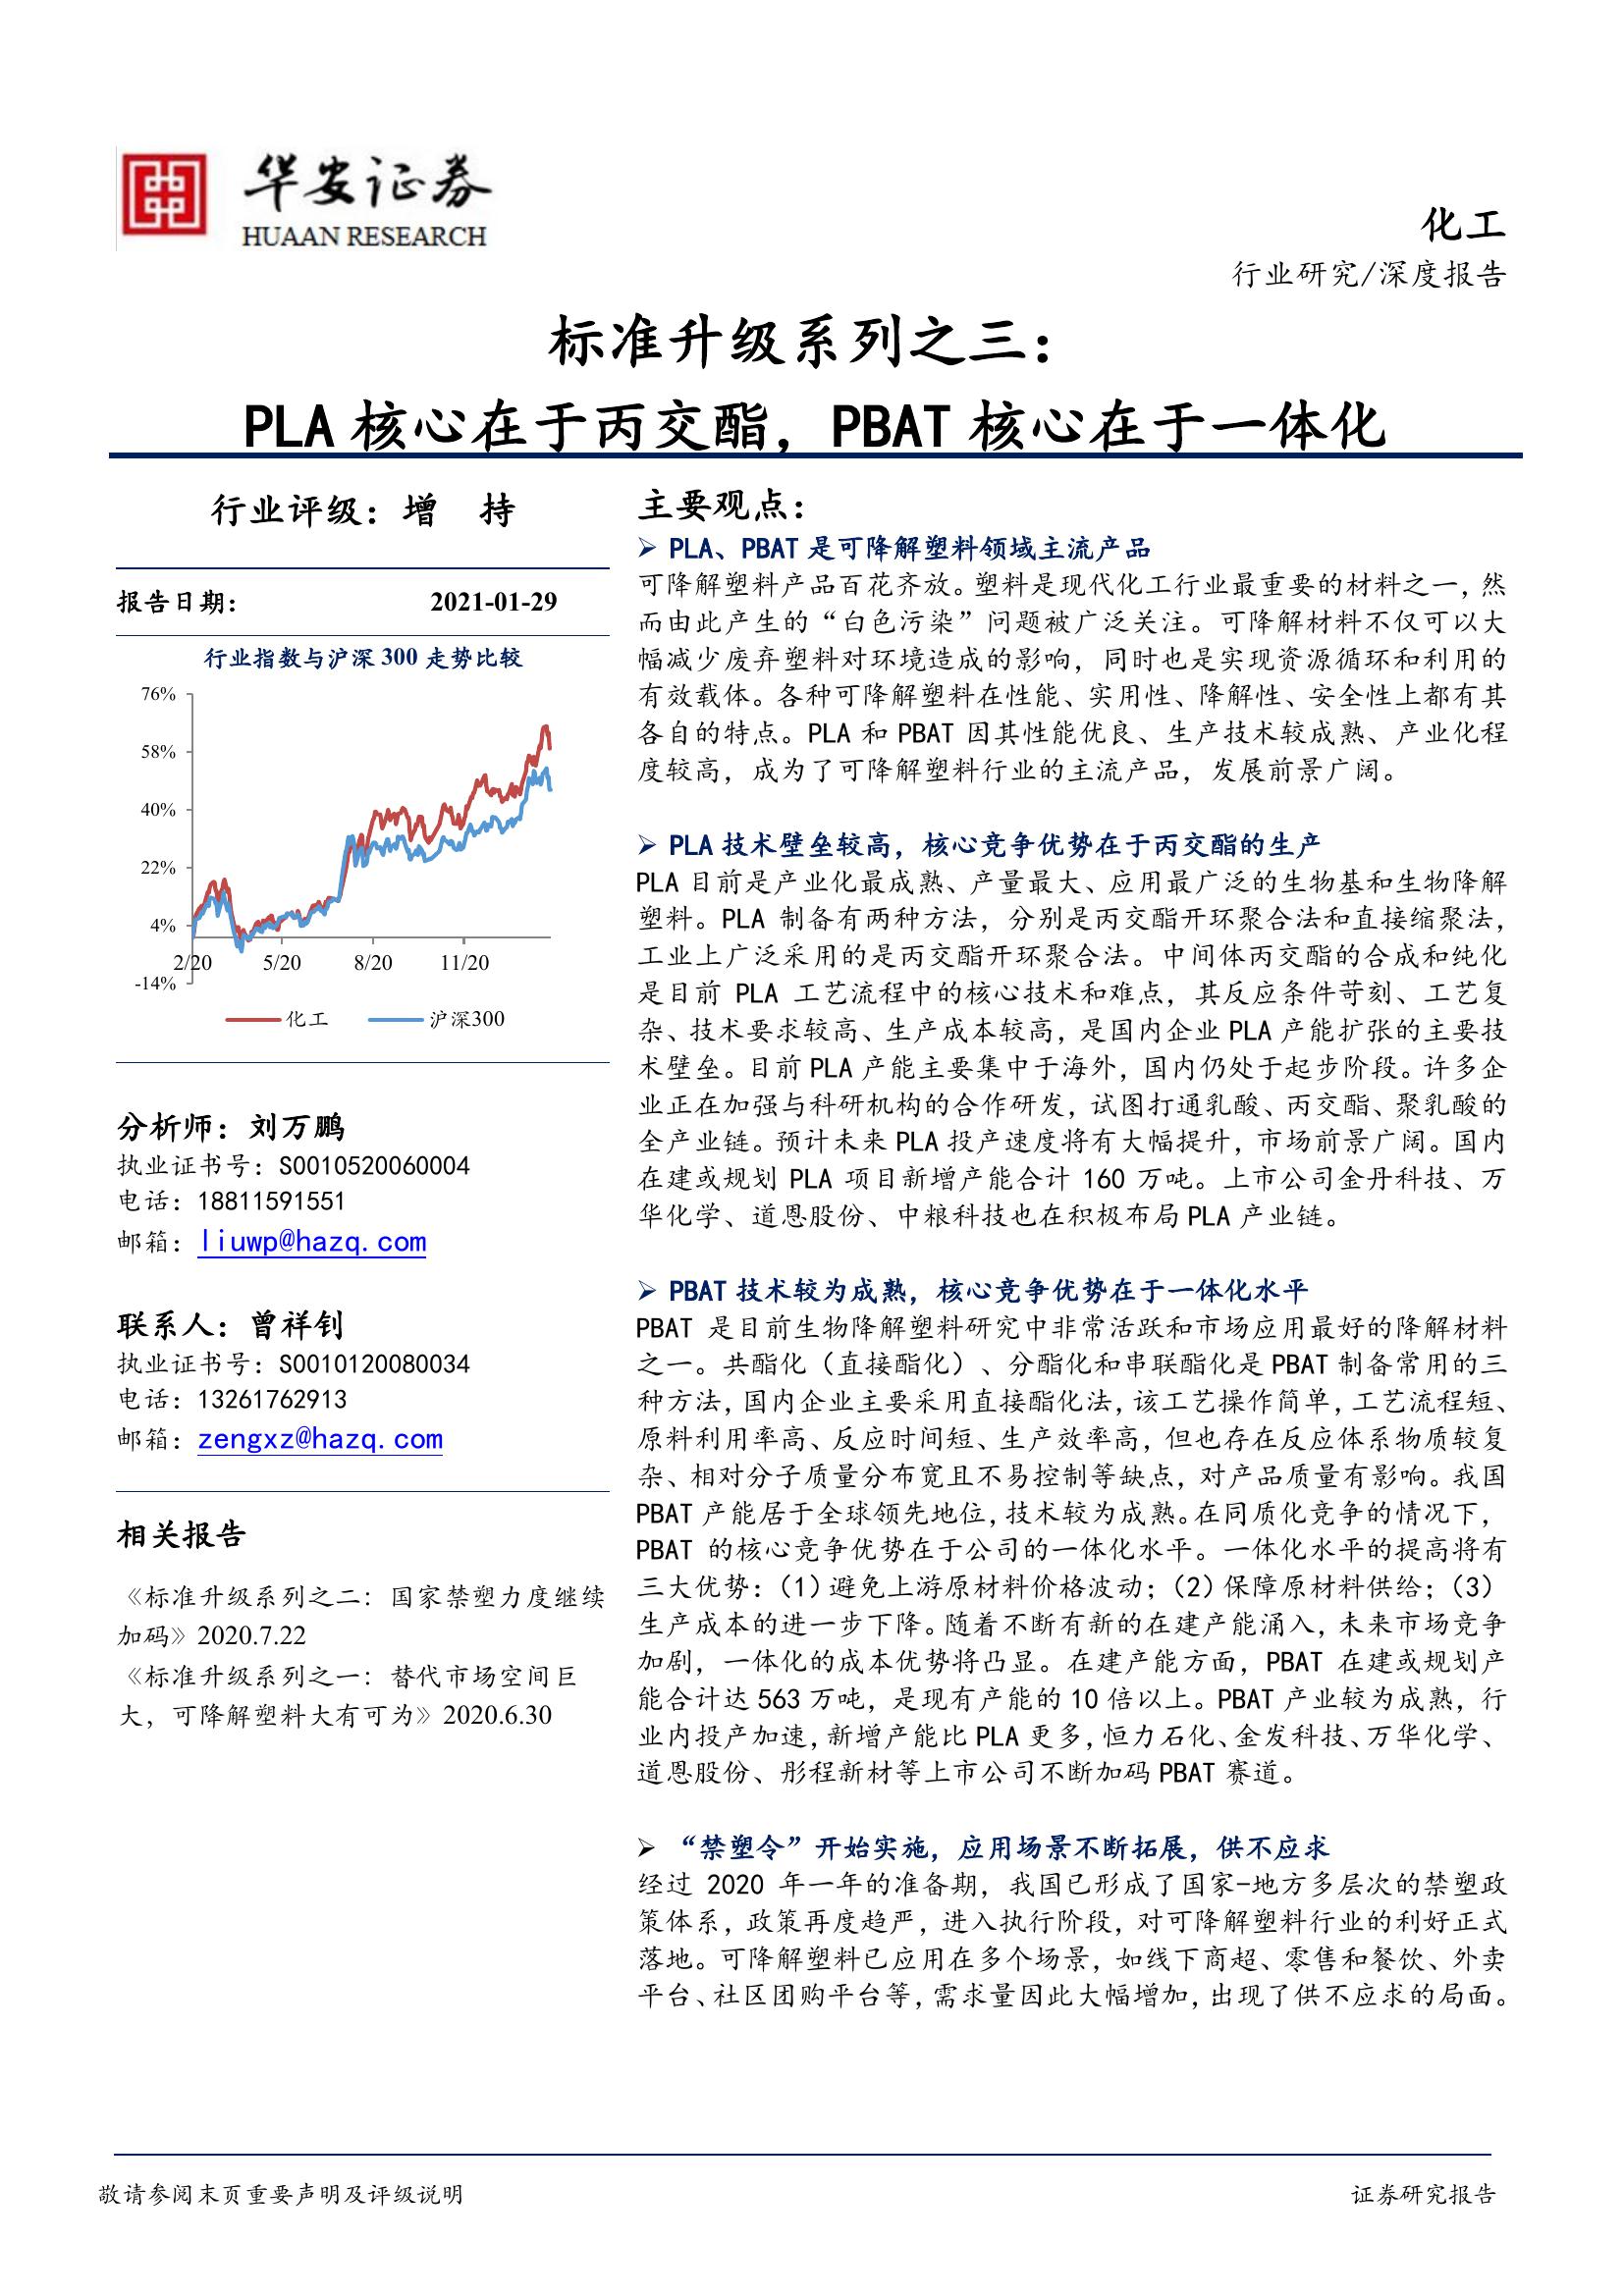 华安证券
HUAAN RESEARCH
化工
行业研究/深度报告
标准升级系列之三：
PLA 核心在于丙交酯，PBAT 核心在于一体化
行业评级：增 持
报告日期： 2021-01-29
行业指数与沪深 300 走势比较
76%
58%
40%
22%
4%
-14%
2/20 5/20 8/20 11/20
化工 沪深300
分析师：刘万鹏
执业证书号：S0010520060004
电话：18811591551
邮箱：liuwp@hazq.com
联系人：曾祥钊
执业证书号：S0010120080034
电话：13261762913
邮箱：zengxz@hazq.com
相关报告
《标准升级系列之二：国家禁塑力度继续
加码》2020.7.22
《标准升级系列之一：替代市场空间巨
大，可降解塑料大有可为》2020.6.30
主要观点：
➢ PLA、PBAT 是可降解塑料领域主流产品
可降解塑料产品百花齐放。塑料是现代化工行业最重要的材料之一，然
而由此产生的“白色污染”问题被广泛关注。可降解材料不仅可以大
幅减少废弃塑料对环境造成的影响，同时也是实现资源循环和利用的
有效载体。各种可降解塑料在性能、实用性、降解性、安全性上都有其
各自的特点。PLA 和 PBAT 因其性能优良、生产技术较成熟、产业化程
度较高，成为了可降解塑料行业的主流产品，发展前景广阔。
➢ PLA 技术壁垒较高，核心竞争优势在于丙交酯的生产
PLA 目前是产业化最成熟、产量最大、应用最广泛的生物基和生物降解
塑料。PLA 制备有两种方法，分别是丙交酯开环聚合法和直接缩聚法，
工业上广泛采用的是丙交酯开环聚合法。中间体丙交酯的合成和纯化
是目前 PLA 工艺流程中的核心技术和难点，其反应条件苛刻、工艺复
杂、技术要求较高、生产成本较高，是国内企业 PLA 产能扩张的主要技
术壁垒。目前 PLA 产能主要集中于海外，国内仍处于起步阶段。许多企
业正在加强与科研机构的合作研发，试图打通乳酸、丙交酯、聚乳酸的
全产业链。预计未来 PLA 投产速度将有大幅提升，市场前景广阔。国内
在建或规划 PLA 项目新增产能合计 160 万吨。上市公司金丹科技、万
华化学、道恩股份、中粮科技也在积极布局 PLA 产业链。
➢ PBAT 技术较为成熟，核心竞争优势在于一体化水平
PBAT 是目前生物降解塑料研究中非常活跃和市场应用最好的降解材料
之一。共酯化（直接酯化）、分酯化和串联酯化是 PBAT 制备常用的三
种方法，国内企业主要采用直接酯化法，该工艺操作简单，工艺流程短、
原料利用率高、反应时间短、生产效率高，但也存在反应体系物质较复
杂、相对分子质量分布宽且不易控制等缺点，对产品质量有影响。我国
PBAT 产能居于全球领先地位，技术较为成熟。在同质化竞争的情况下，
PBAT 的核心竞争优势在于公司的一体化水平。一体化水平的提高将有
三大优势：（1）避免上游原材料价格波动；（2）保障原材料供给；（3）
生产成本的进一步下降。随着不断有新的在建产能涌入，未来市场竞争
加剧，一体化的成本优势将凸显。在建产能方面，PBAT 在建或规划产
能合计达 563 万吨，是现有产能的 10 倍以上。PBAT 产业较为成熟，行
业内投产加速，新增产能比 PLA 更多，恒力石化、金发科技、万华化学、
道恩股份、彤程新材等上市公司不断加码 PBAT 赛道。
➢ “禁塑令”开始实施，应用场景不断拓展，供不应求
经过 2020 年一年的准备期，我国已形成了国家-地方多层次的禁塑政
策体系，政策再度趋严，进入执行阶段，对可降解塑料行业的利好正式
落地。可降解塑料已应用在多个场景，如线下商超、零售和餐饮、外卖
平台、社区团购平台等，需求量因此大幅增加，出现了供不应求的局面。
敬请参阅末页重要声明及评级说明 证券研究报告